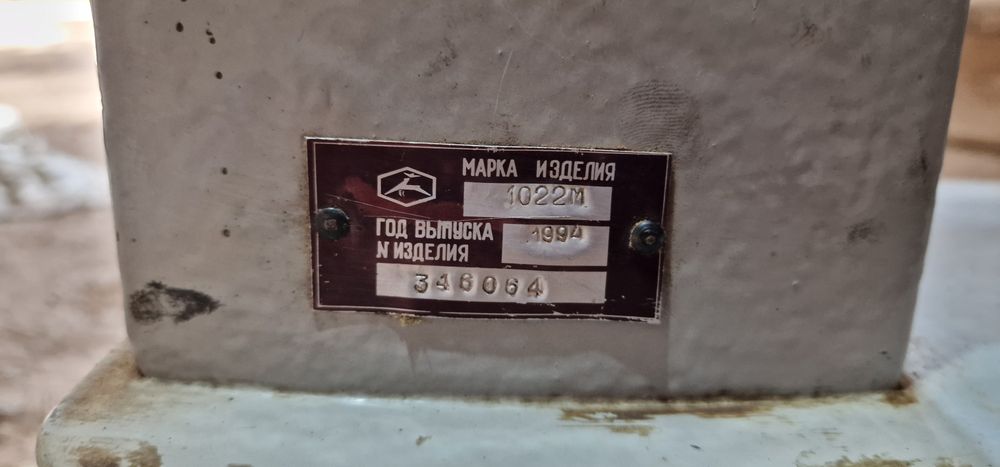 МАРКА ИЗДЕЛИЯ
1022М
ГОД ВЫПУСКА
1994
N ИЗДЕЛИЯ
346064